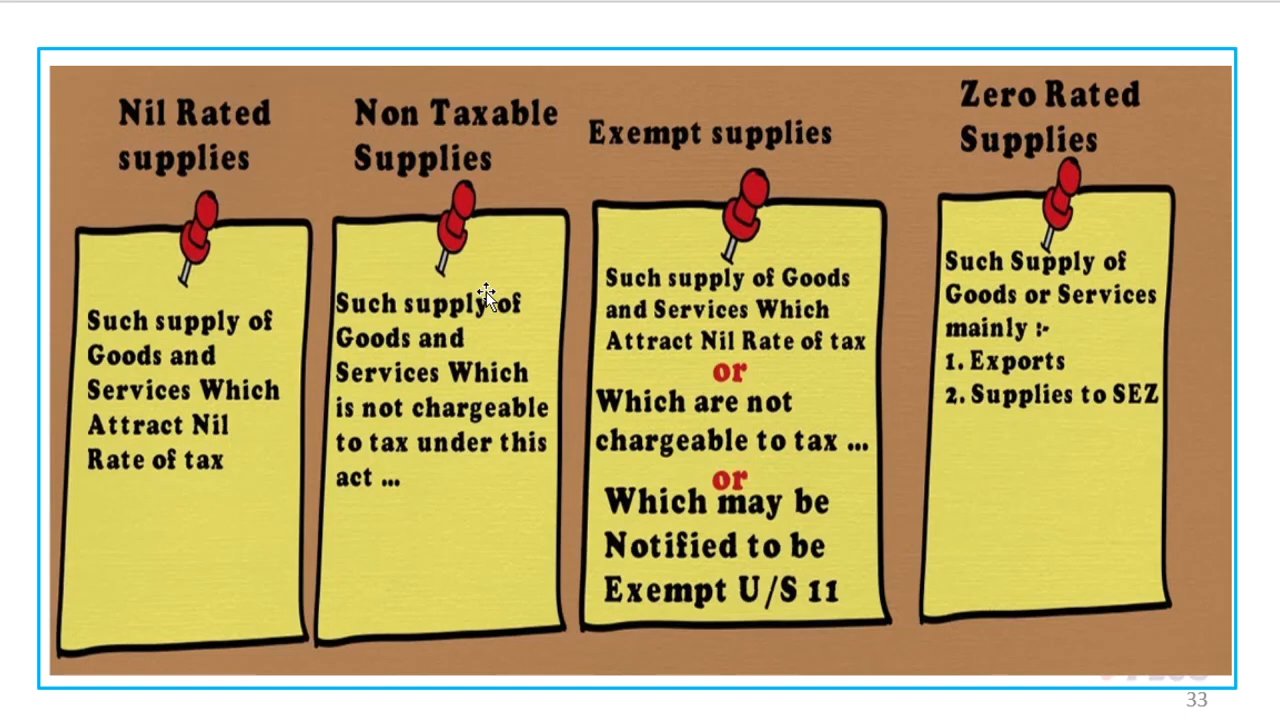 Nil Rated
supplies
Such supply of
Goods and
Services Which
Attract Nil
Rate of tax
Non Taxable
Supplies
Such supply of
Goods and
Services Which
is not chargeable
to tax under this
act ...
Exempt supplies
Such supply of Goods
and Services Which
Attract Nil Rate of tax
or
Which are not
chargeable to tax ...
or
Which may be
Notified to be
Exempt U/S 11
Zero Rated
Supplies
Such Supply of
Goods or Services
mainly :-
1. Exports
2. Supplies to SEZ
33